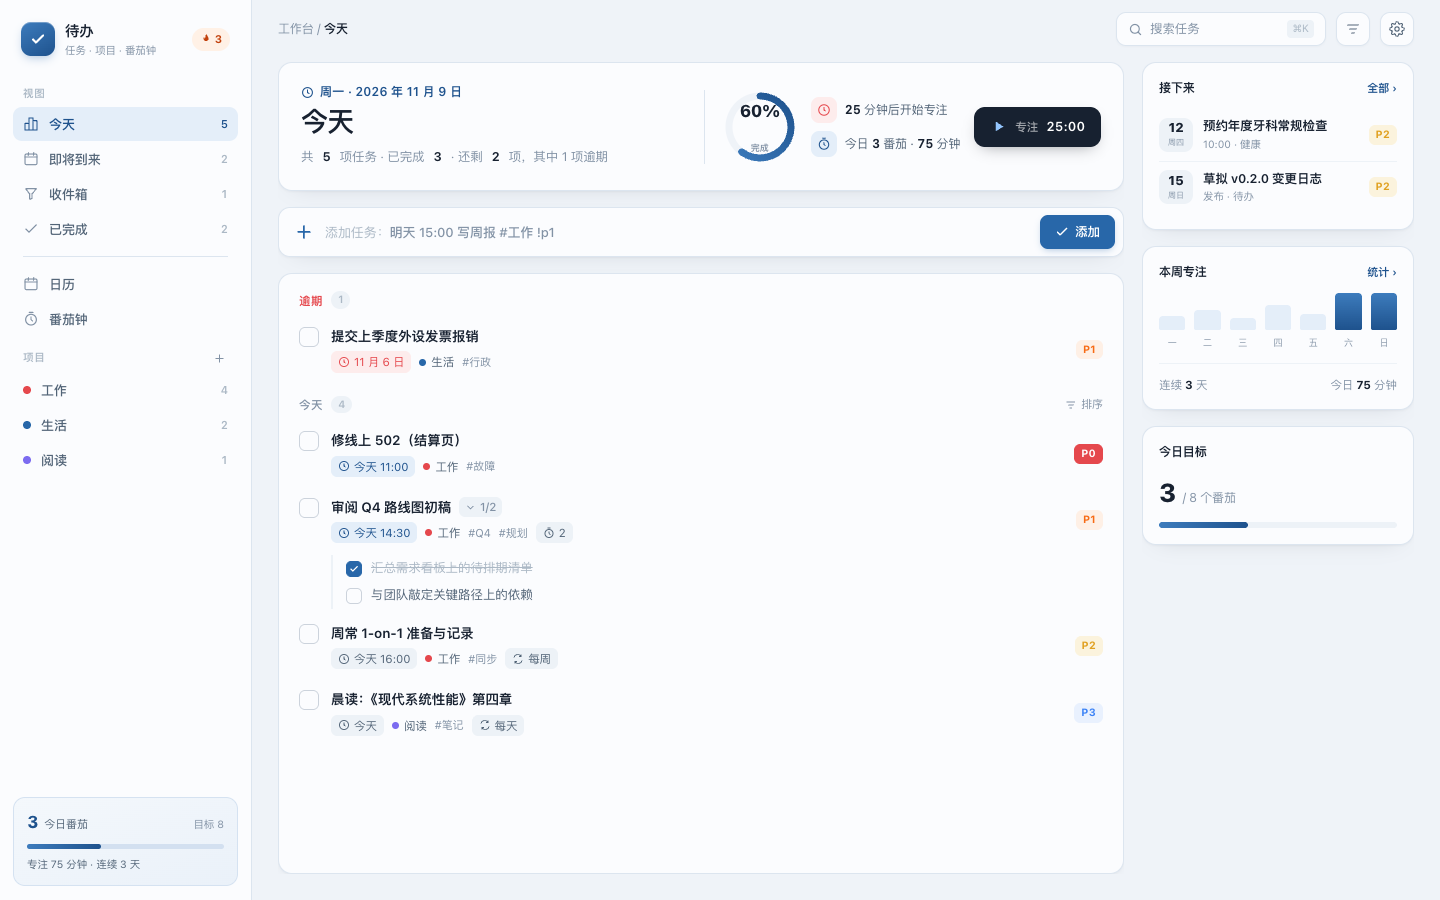 待办
任务 · 项目 · 番茄钟
3
视图
今天 5
即将到来 2
收件箱 1
已完成 2
日历
番茄钟
项目
工作 4
生活 2
阅读 1
3 今日番茄 目标 8
专注 75 分钟 · 连续 3 天
工作台 / 今天
搜索任务 ⌘K
周一 · 2026 年 11 月 9 日
今天
共 5 项任务 · 已完成 3 · 还剩 2 项，其中 1 项逾期
60%
完成
25 分钟后开始专注
今日 3 番茄 · 75 分钟
专注 25:00
添加任务：明天 15:00 写周报 #工作 !p1
添加
逾期 1
提交上季度外设发票报销
11 月 6 日 生活 #行政
P1
今天 4
排序
修线上 502（结算页）
今天 11:00 工作 #故障
P0
审阅 Q4 路线图初稿 1/2
今天 14:30 工作 #Q4 #规划 2
P1
汇总需求看板上的待排期清单
与团队敲定关键路径上的依赖
周常 1-on-1 准备与记录
今天 16:00 工作 #同步 每周
P2
晨读：《现代系统性能》第四章
今天 阅读 #笔记 每天
P3
接下来 全部 ›
12
周四
预约年度牙科常规检查
10:00 · 健康
P2
15
周日
草拟 v0.2.0 变更日志
发布 · 待办
P2
本周专注 统计 ›
一 二 三 四 五 六 日
连续 3 天 今日 75 分钟
今日目标
3 / 8 个番茄